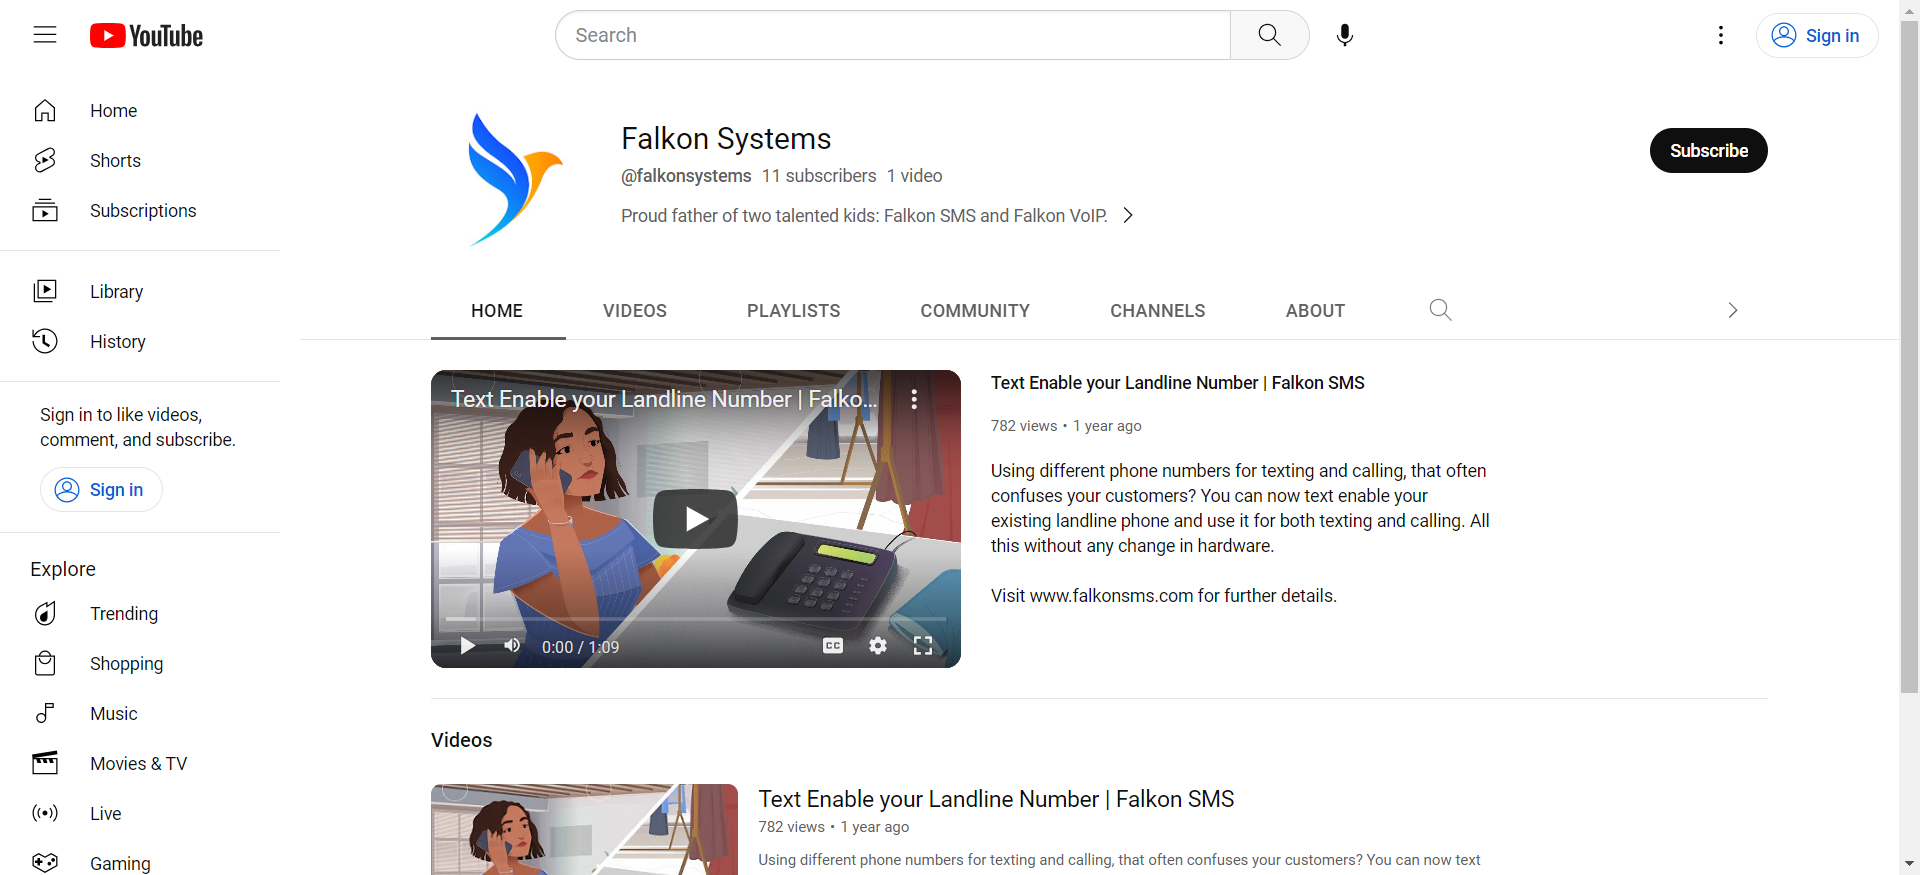 YouTube
Search
Sign in
Home
Shorts
Subscriptions
Library
History
Sign in to like videos,
comment, and subscribe.
Sign in
Explore
Trending
Shopping
Music
Movies & TV
Live
Gaming
Falkon Systems
@falkonsystems 11 subscribers 1 video
Proud father of two talented kids: Falkon SMS and Falkon VoIP.
Subscribe
HOME VIDEOS PLAYLISTS COMMUNITY CHANNELS ABOUT
Text Enable your Landline Number | Falko...
0:00 / 1:09
CC
Text Enable your Landline Number | Falkon SMS
782 views • 1 year ago
Using different phone numbers for texting and calling, that often
confuses your customers? You can now text enable your
existing landline phone and use it for both texting and calling. All
this without any change in hardware.
Visit www.falkonsms.com for further details.
Videos
Text Enable your Landline Number | Falkon SMS
782 views • 1 year ago
Using different phone numbers for texting and calling, that often confuses your customers? You can now text